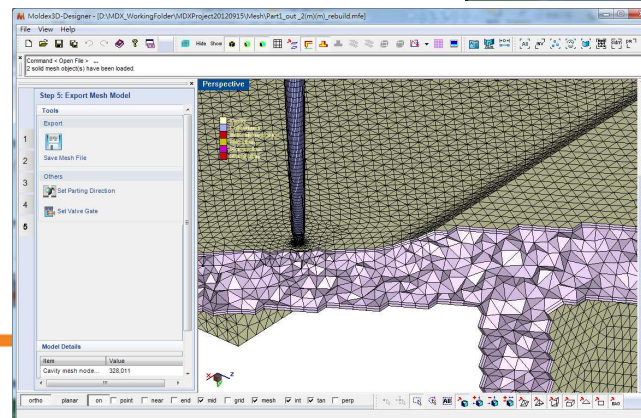 Moldex3D-Designer - [D:\MDX_WorkingFolder\MDXProject20120915\Mesh\Part1_out_2(m)(m)_rebuild.mfe]
File View Help
Hide Show
Command < Open File > ...
2 solid mesh object(s) have been loaded.
Step 5: Export Mesh Model
Tools
Export
Save Mesh File
Others
Set Parting Direction
Set Valve Gate
1
2
3
4
5
Model Details
Item Value
Cavity mesh node... 328,011
Perspective
z
ortho planar on point near end mid grid mesh int tan perp